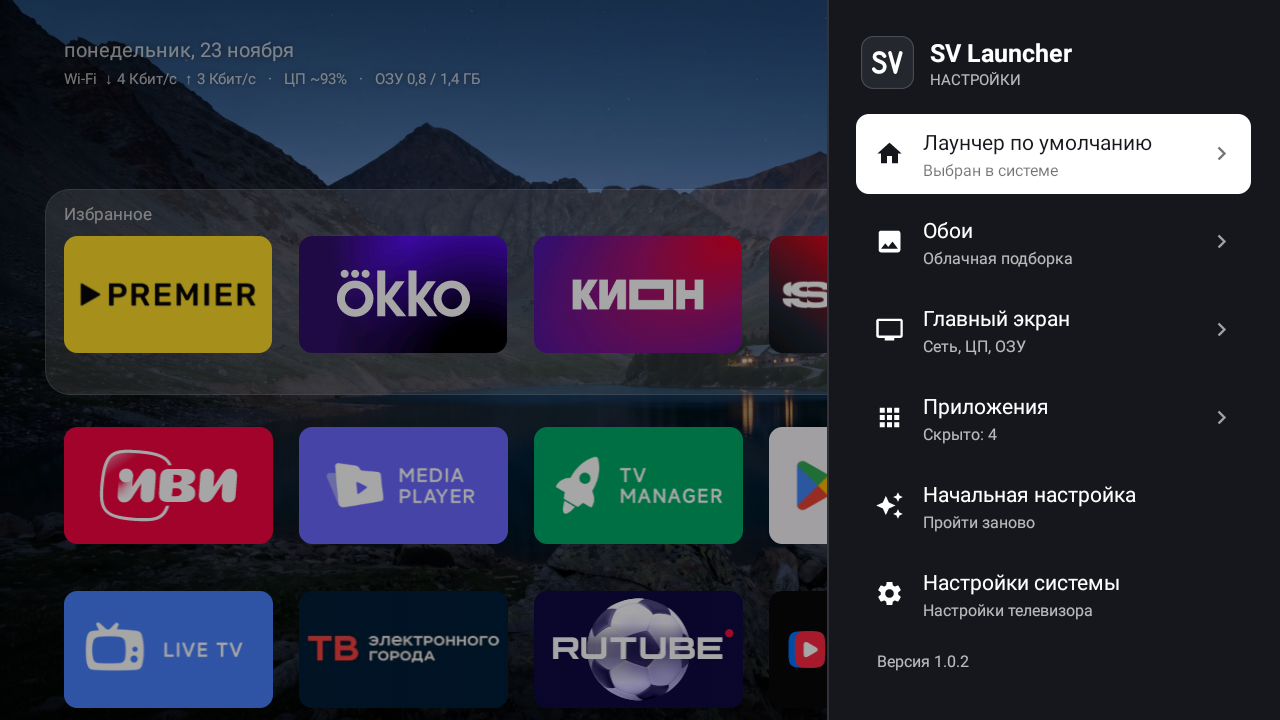 понедельник, 23 ноября
Wi-Fi ↓ 4 Кбит/с ↑ 3 Кбит/с · ЦП ~93% · ОЗУ 0,8 / 1,4 ГБ
Избранное
PREMIER
ökko
КИОН
иви
MEDIA
PLAYER
TV
MANAGER
LIVE TV
ТВ ЭЛЕКТРОННОГО
ГОРОДА
RUTUBE
SV
SV Launcher
НАСТРОЙКИ
Лаунчер по умолчанию
Выбран в системе
Обои
Облачная подборка
Главный экран
Сеть, ЦП, ОЗУ
Приложения
Скрыто: 4
Начальная настройка
Пройти заново
Настройки системы
Настройки телевизора
Версия 1.0.2